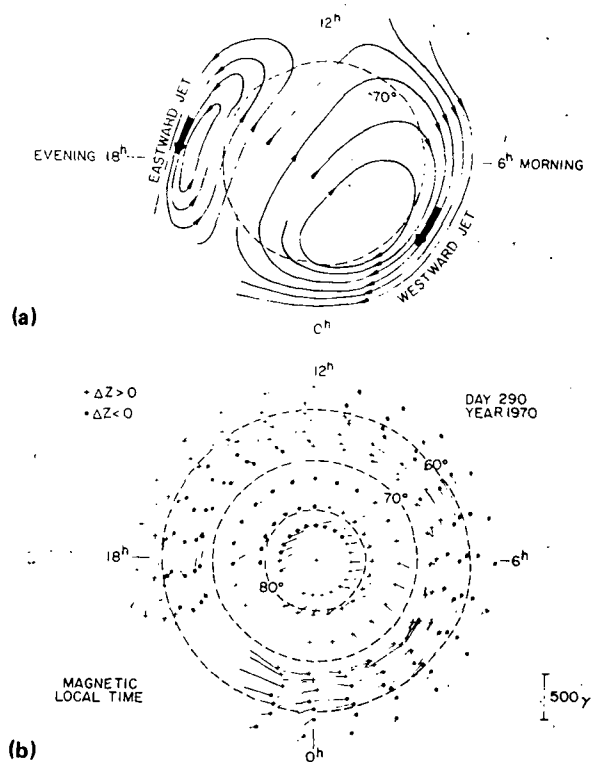 12h
70°
EASTWARD JET
EVENING 18h
6h MORNING
WESTWARD JET
(a)
0h
12h
+ ΔZ>0
• ΔZ<0
DAY 290
YEAR 1970
60°
70°
18h
6h
80°
MAGNETIC
LOCAL TIME
500γ
(b)
0h